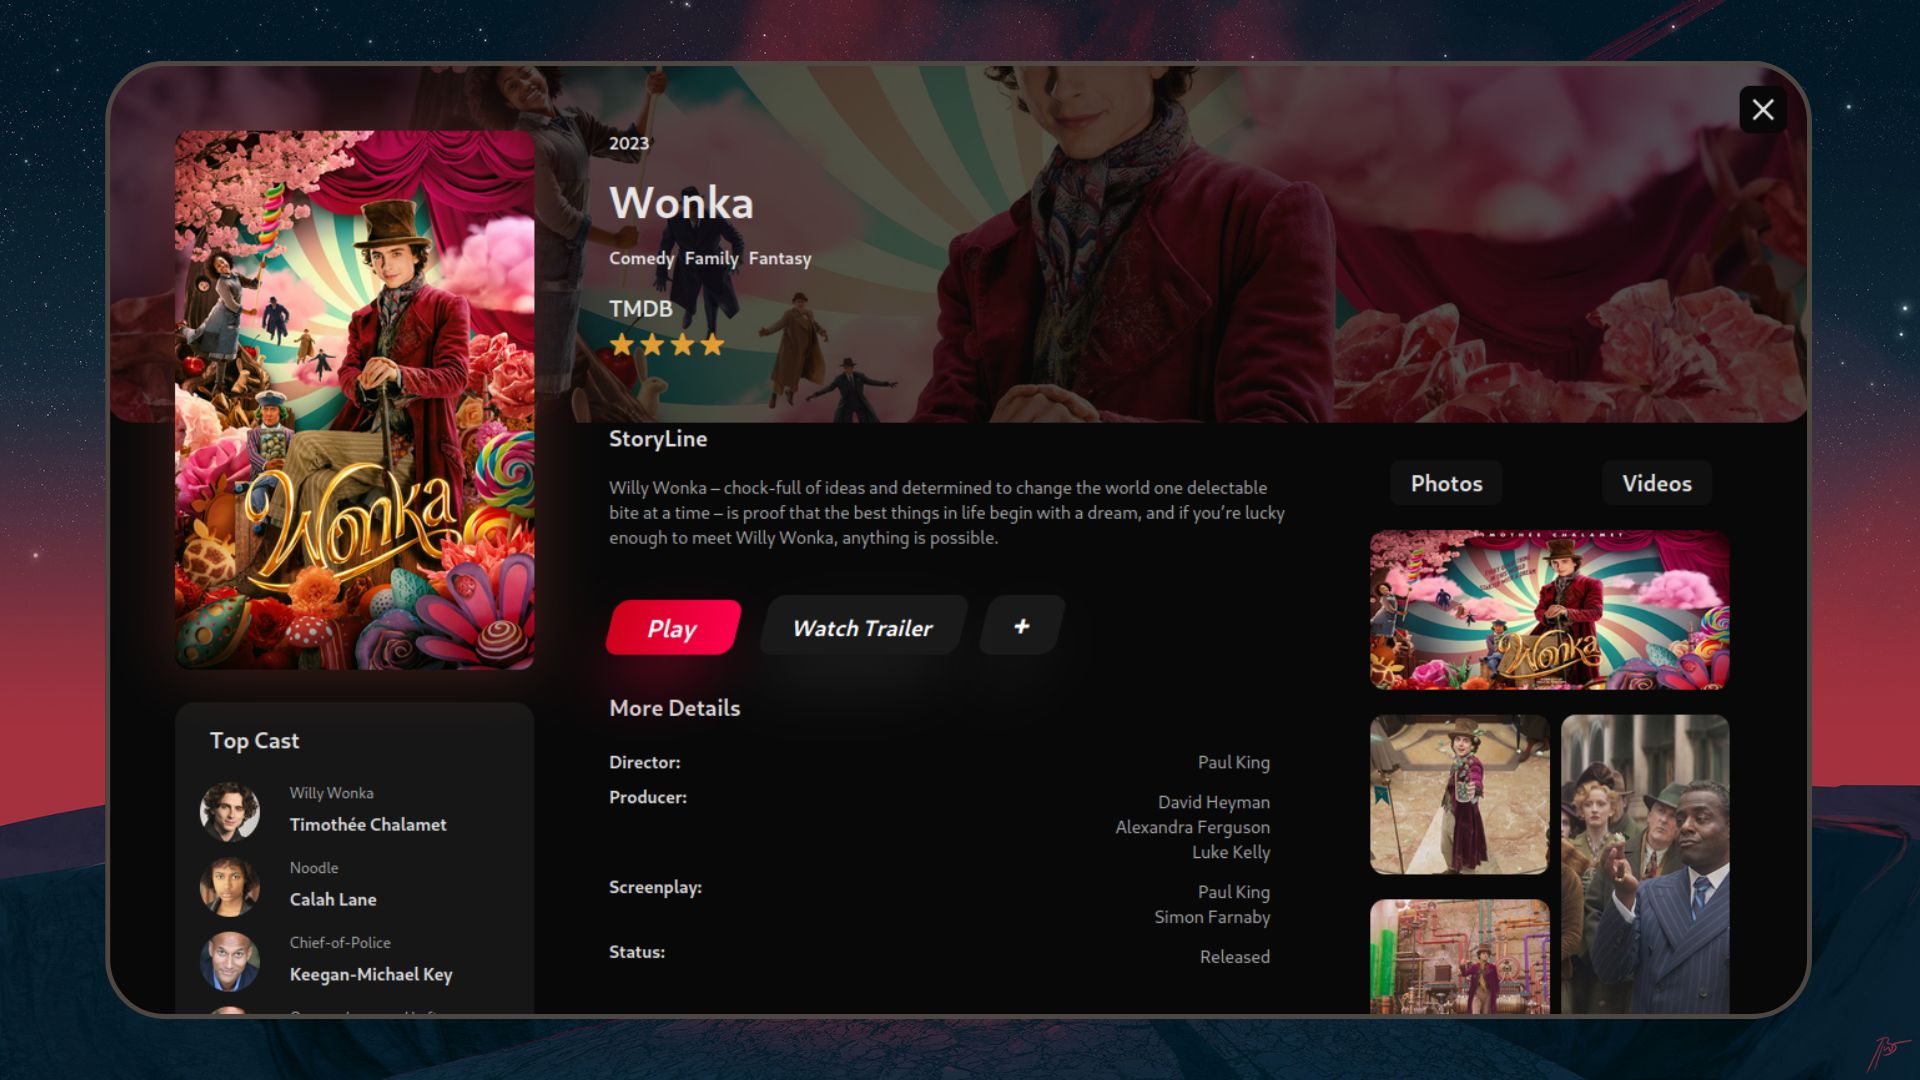 2023
Wonka
Comedy Family Fantasy
TMDB
StoryLine
Willy Wonka – chock-full of ideas and determined to change the world one delectable
bite at a time – is proof that the best things in life begin with a dream, and if you’re lucky
enough to meet Willy Wonka, anything is possible.
Play
Watch Trailer
+
More Details
Director:
Paul King
Producer:
David Heyman
Alexandra Ferguson
Luke Kelly
Screenplay:
Paul King
Simon Farnaby
Status:
Released
Wonka
Top Cast
Willy Wonka
Timothée Chalamet
Noodle
Calah Lane
Chief-of-Police
Keegan-Michael Key
Photos
Videos
TIMOTHÉE CHALAMET
Wonka